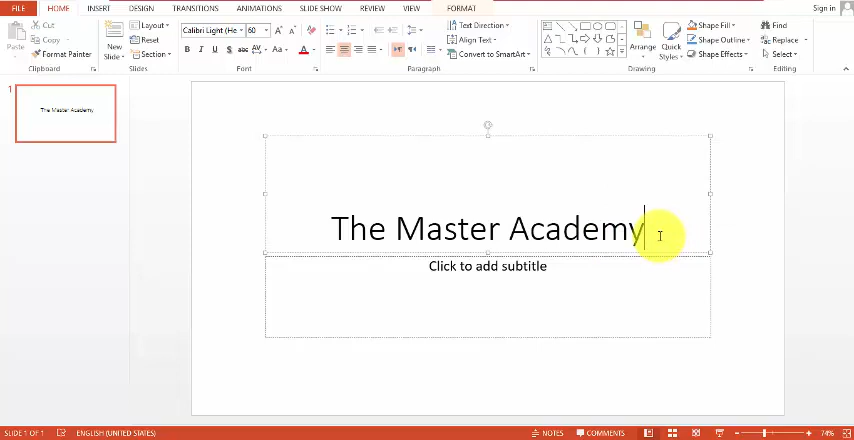 FILE HOME INSERT DESIGN TRANSITIONS ANIMATIONS SLIDE SHOW REVIEW VIEW FORMAT Sign in
Cut Layout Calibri Light (He 60 Text Direction Shape Fill Find
Copy Reset Align Text Shape Outline Replace
Paste Format Painter New Slide Section Convert to SmartArt Arrange Quick Styles Shape Effects Select
Clipboard Slides Font Paragraph Drawing Editing
1
The Master Academy
The Master Academy
Click to add subtitle
SLIDE 1 OF 1 ENGLISH (UNITED STATES) NOTES COMMENTS 74%